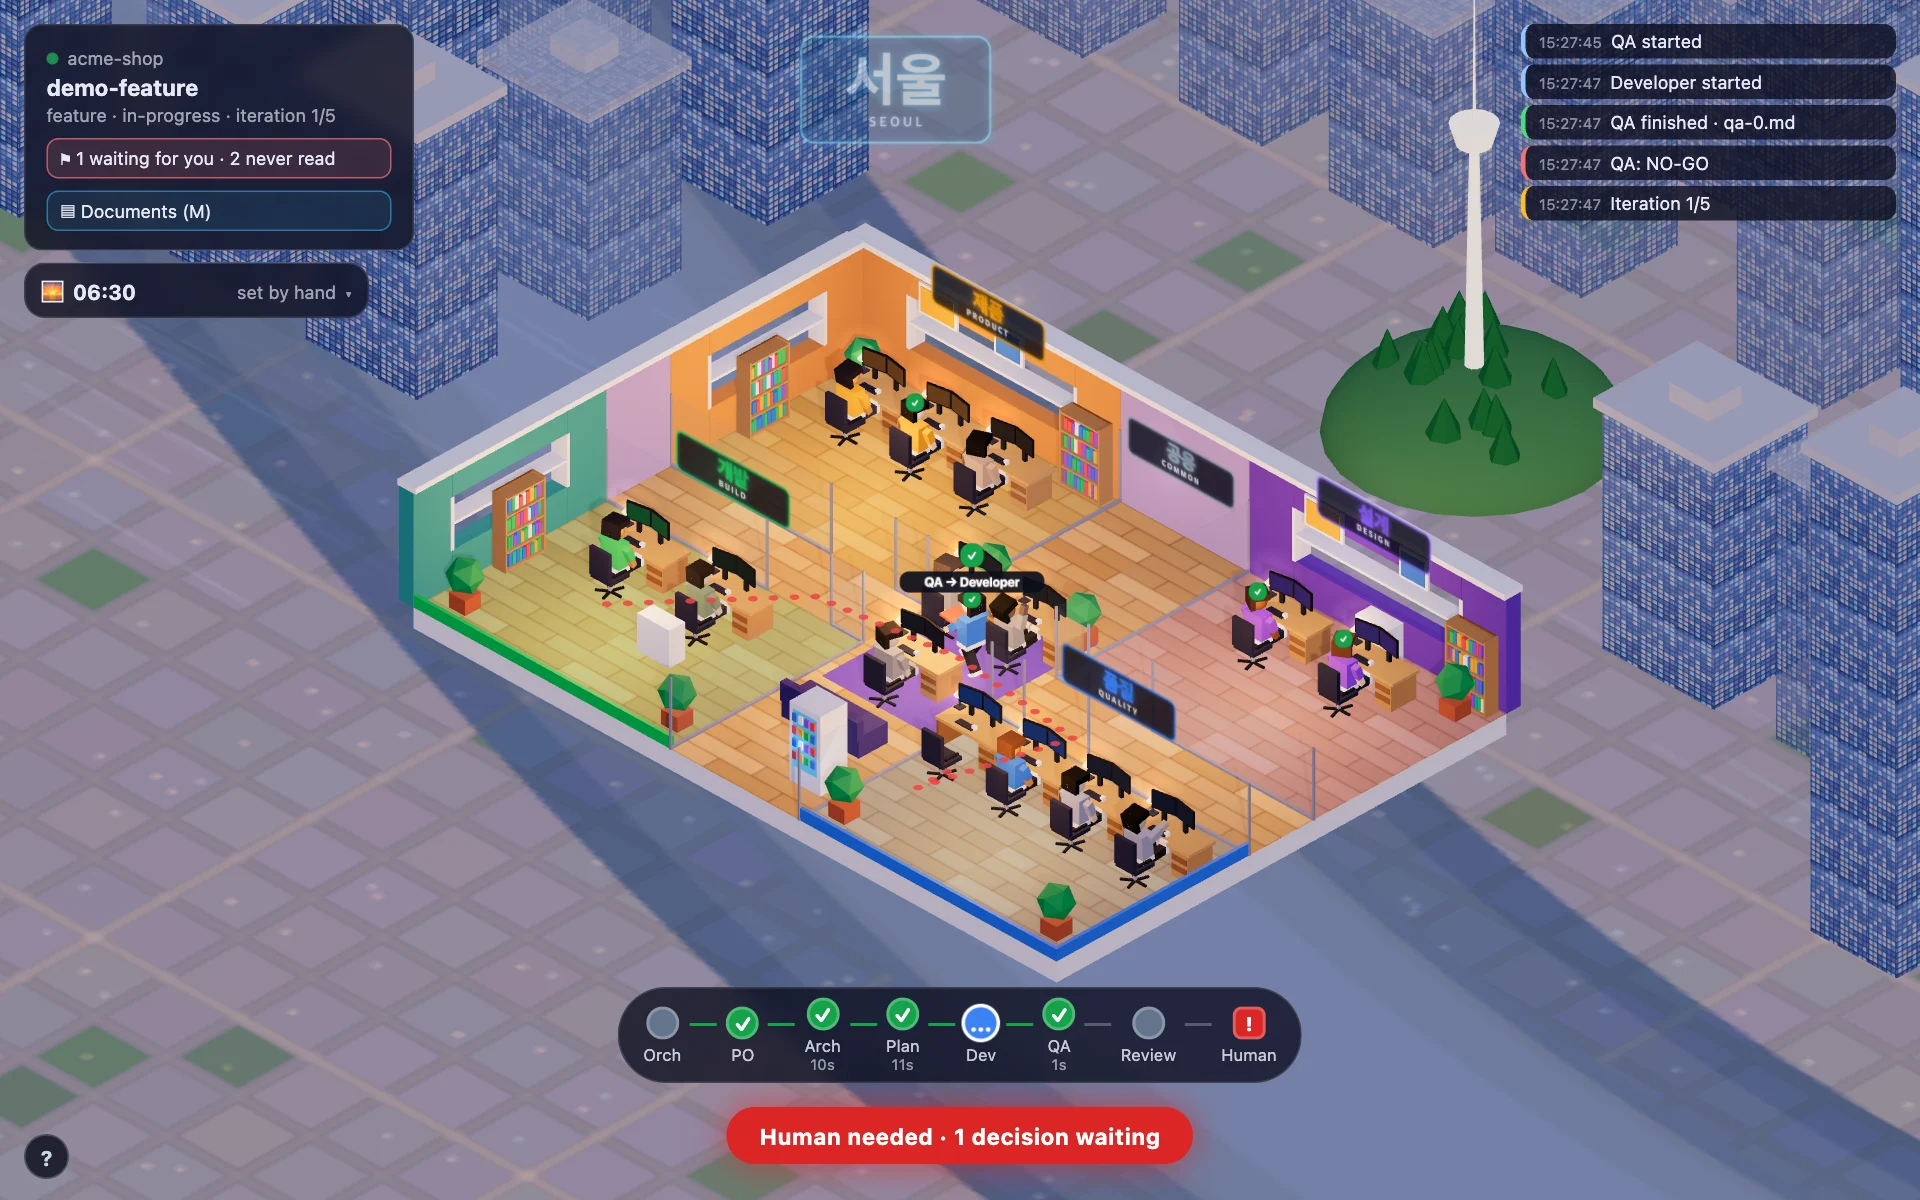 acme-shop
demo-feature
feature · in-progress · iteration 1/5
1 waiting for you · 2 never read
Documents (M)
06:30
set by hand
서울
SEOUL
15:27:45 QA started
15:27:47 Developer started
15:27:47 QA finished · qa-0.md
15:27:47 QA: NO-GO
15:27:47 Iteration 1/5
제품
PRODUCT
개발
BUILD
공용
COMMON
설계
DESIGN
QA → Developer
품질
QUALITY
Orch
PO
Arch
10s
Plan
11s
Dev
QA
1s
Review
Human
Human needed · 1 decision waiting
?